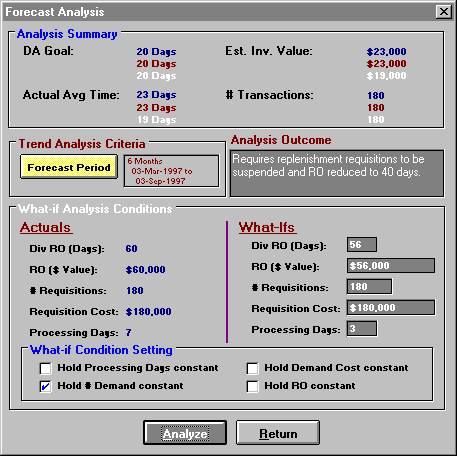 Forecast Analysis
Analysis Summary
DA Goal: 20 Days Est. Inv. Value: $23,000
20 Days $23,000
20 Days $19,000
Actual Avg Time: 23 Days # Transactions: 180
23 Days 180
19 Days 180
Trend Analysis Criteria
Forecast Period
6 Months
03-Mar-1997 to
03-Sep-1997
Analysis Outcome
Requires replenishment requisitions to be
suspended and RO reduced to 40 days.
What-if Analysis Conditions
Actuals
Div RO (Days): 60
RO ($ Value): $60,000
# Requisitions: 180
Requisition Cost: $180,000
Processing Days: 7
What-Ifs
Div RO (Days): 56
RO ($ Value): $56,000
# Requisitions: 180
Requisition Cost: $180,000
Processing Days: 3
What-if Condition Setting
Hold Processing Days constant Hold Demand Cost constant
Hold # Demand constant Hold RO constant
Analyze Return